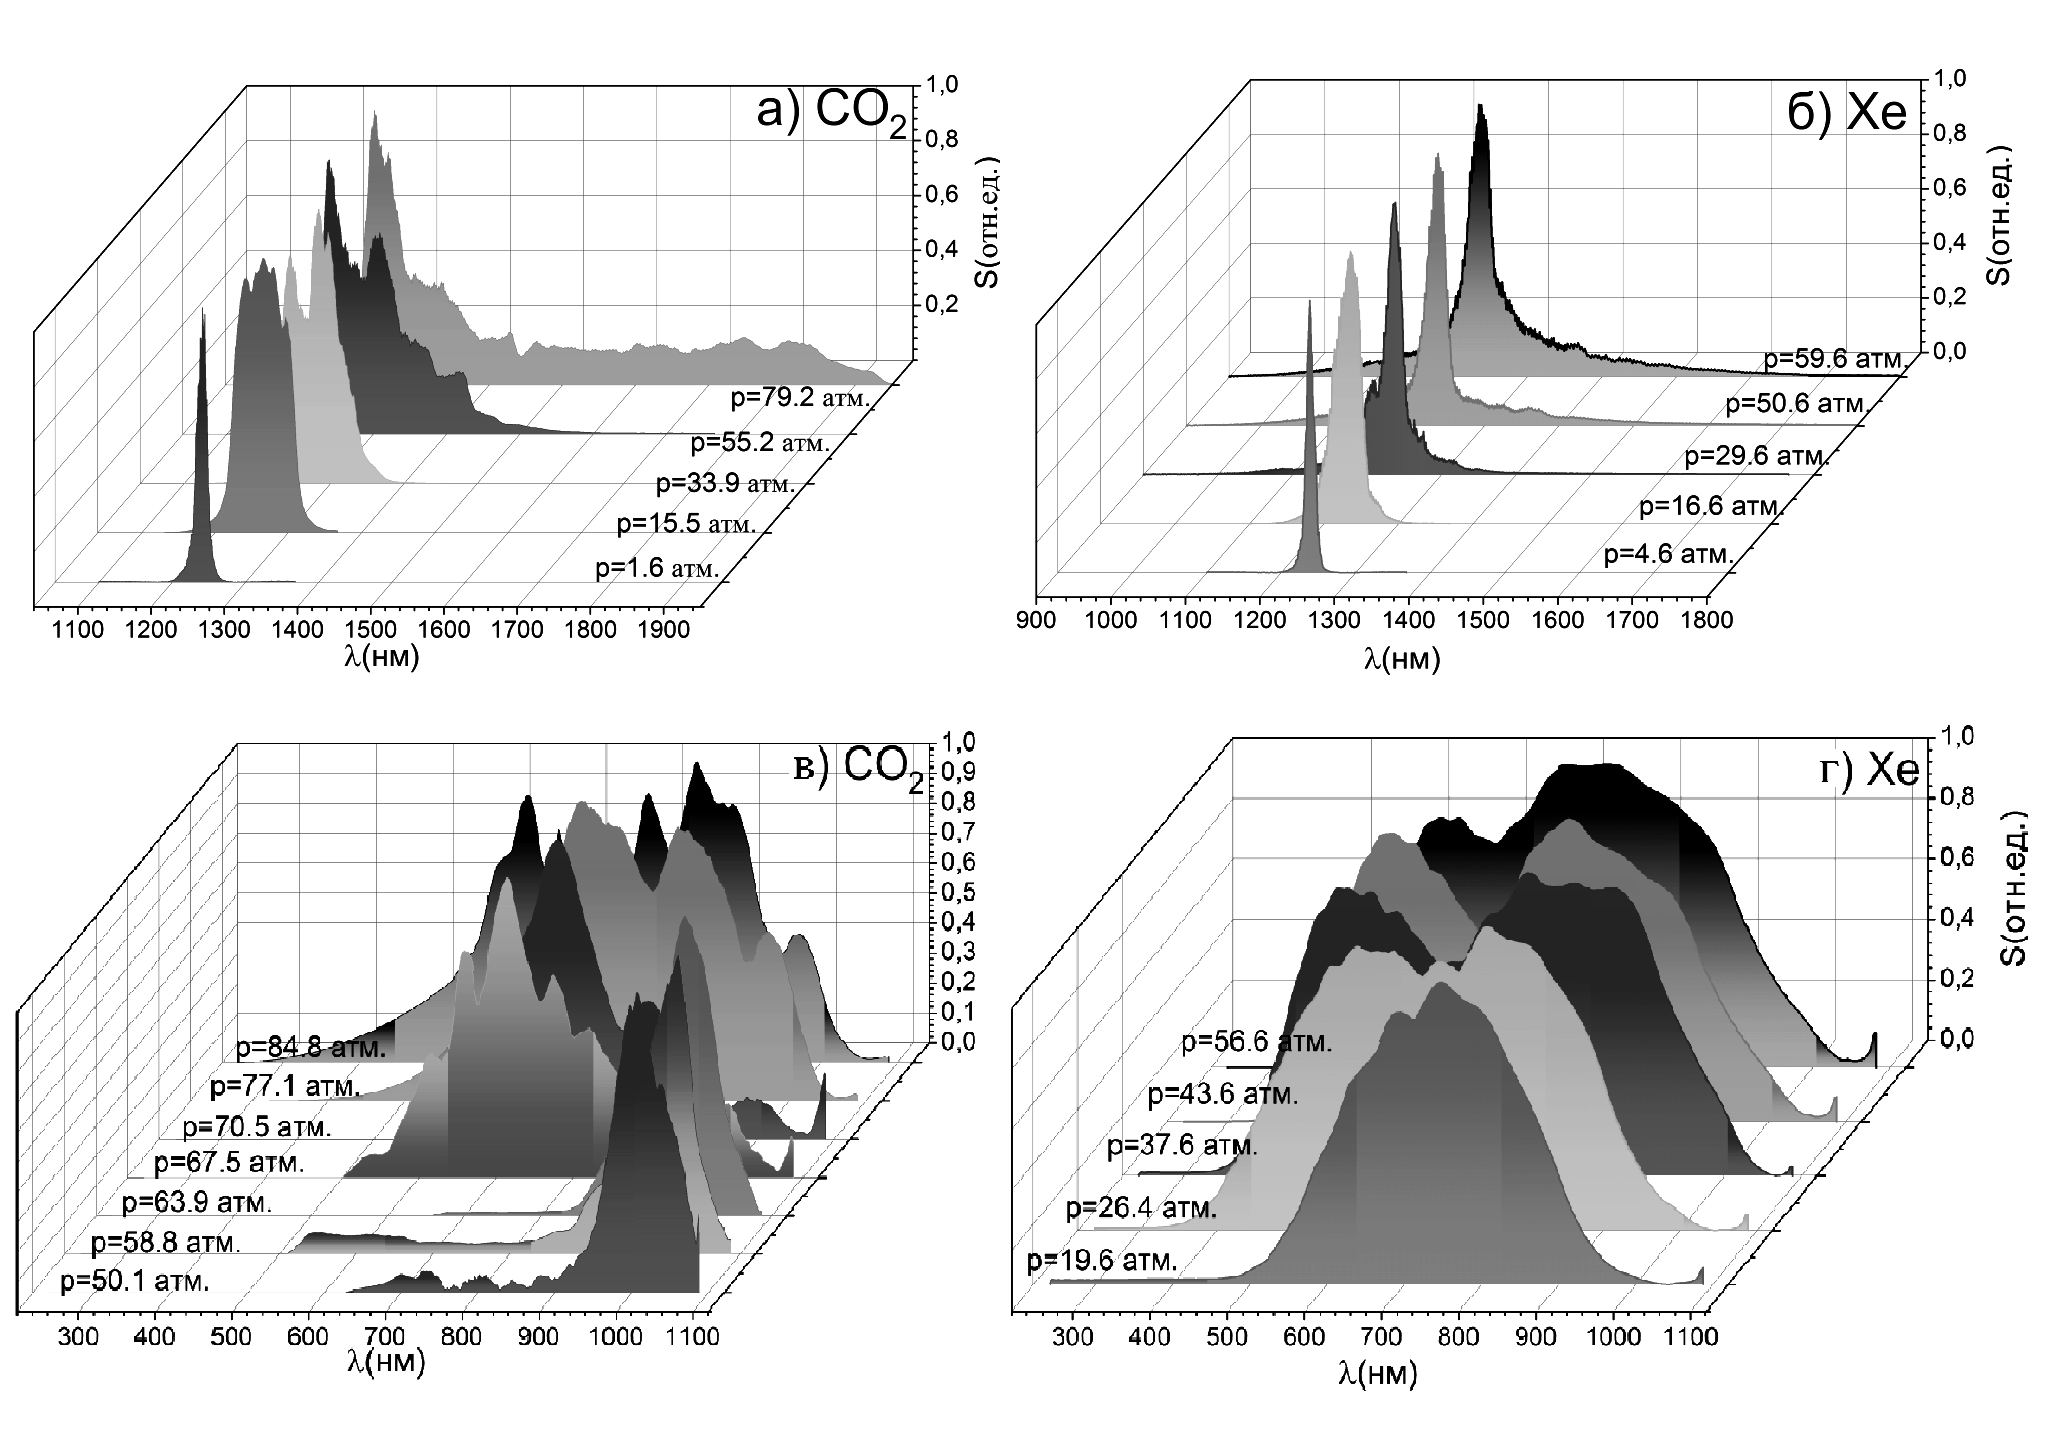 а) CO2
1,0
0,8
0,6
0,4
0,2
S(отн.ед.)
p=79.2 атм.
p=55.2 атм.
p=33.9 атм.
p=15.5 атм.
p=1.6 атм.
1100 1200 1300 1400 1500 1600 1700 1800 1900
λ(нм)
б) Xe
1,0
0,8
0,6
0,4
0,2
0,0
S(отн.ед.)
p=59.6 атм.
p=50.6 атм.
p=29.6 атм.
p=16.6 атм.
p=4.6 атм.
900 1000 1100 1200 1300 1400 1500 1600 1700 1800
λ(нм)
в) CO2
1,0
0,9
0,8
0,7
0,6
0,5
0,4
0,3
0,2
0,1
0,0
p=84.8 атм.
p=77.1 атм.
p=70.5 атм.
p=67.5 атм.
p=63.9 атм.
p=58.8 атм.
p=50.1 атм.
300 400 500 600 700 800 900 1000 1100
λ(нм)
г) Xe
1,0
0,8
0,6
0,4
0,2
0,0
S(отн.ед.)
p=56.6 атм.
p=43.6 атм.
p=37.6 атм.
p=26.4 атм.
p=19.6 атм.
300 400 500 600 700 800 900 1000 1100
λ(нм)